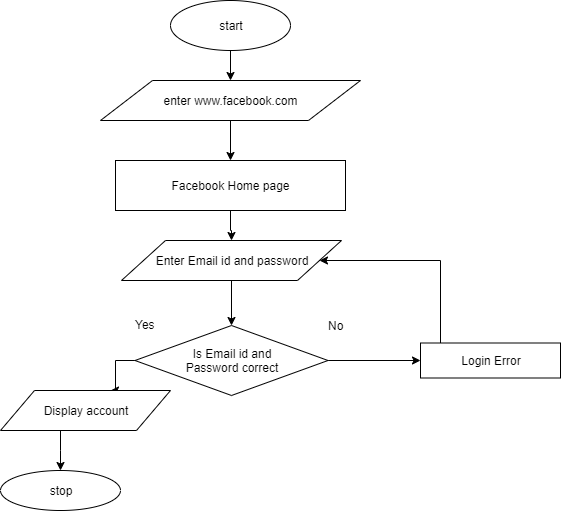 start
enter www.facebook.com
Facebook Home page
Enter Email id and password
Yes
No
Is Email id and
Password correct
Login Error
Display account
stop